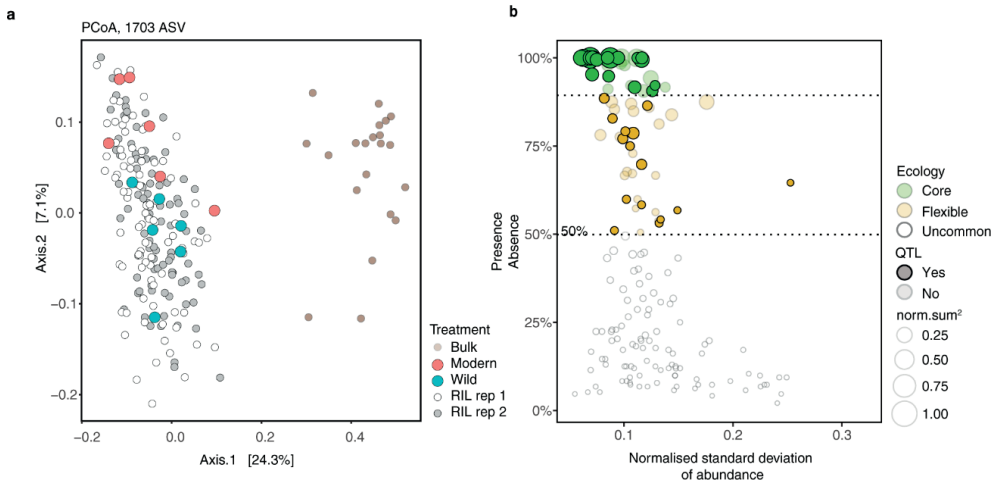 a
PCoA, 1703 ASV
0.1
0.0
−0.1
−0.2
Axis.2 [7.1%]
−0.2
0.0
0.2
0.4
Axis.1 [24.3%]
Treatment
Bulk
Modern
Wild
RIL rep 1
RIL rep 2
b
100%
75%
50%
50%
25%
0%
Presence
Absence
0.1
0.2
0.3
Normalised standard deviation
of abundance
Ecology
Core
Flexible
Uncommon
QTL
Yes
No
norm.sum²
0.25
0.50
0.75
1.00